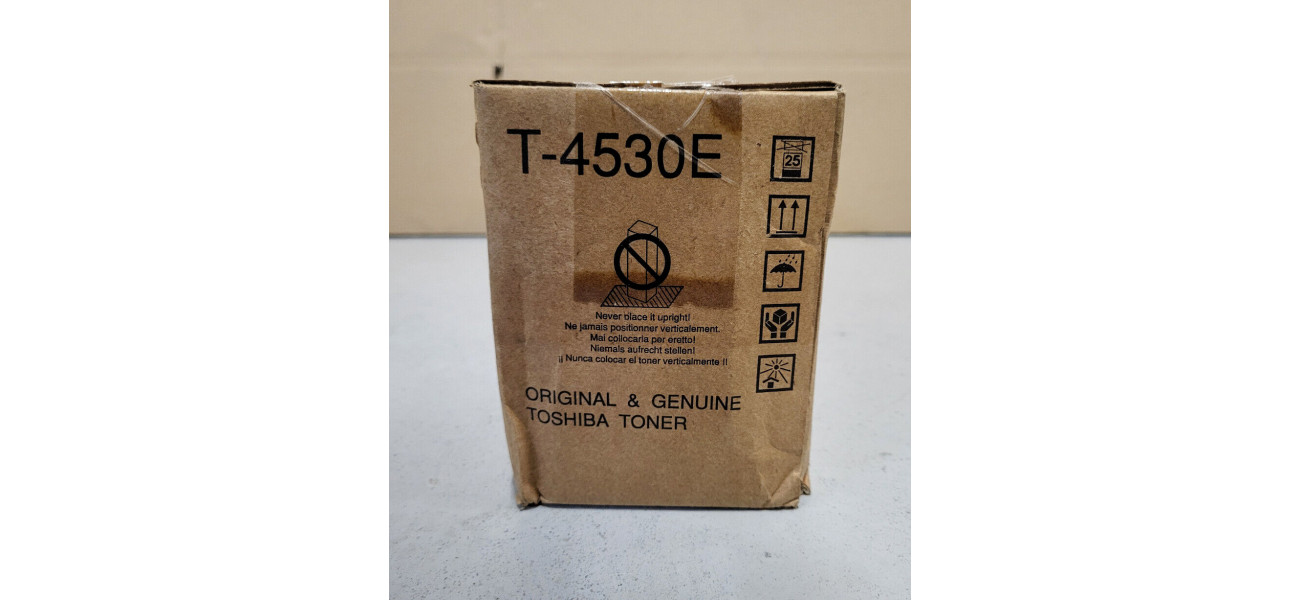 T-4530E
25
Never place it upright!
Ne jamais positionner verticalement.
Mai collocarla per eretto!
Niemals aufrecht stellen!
¡¡ Nunca colocar el toner verticalmente !!
ORIGINAL & GENUINE
TOSHIBA TONER